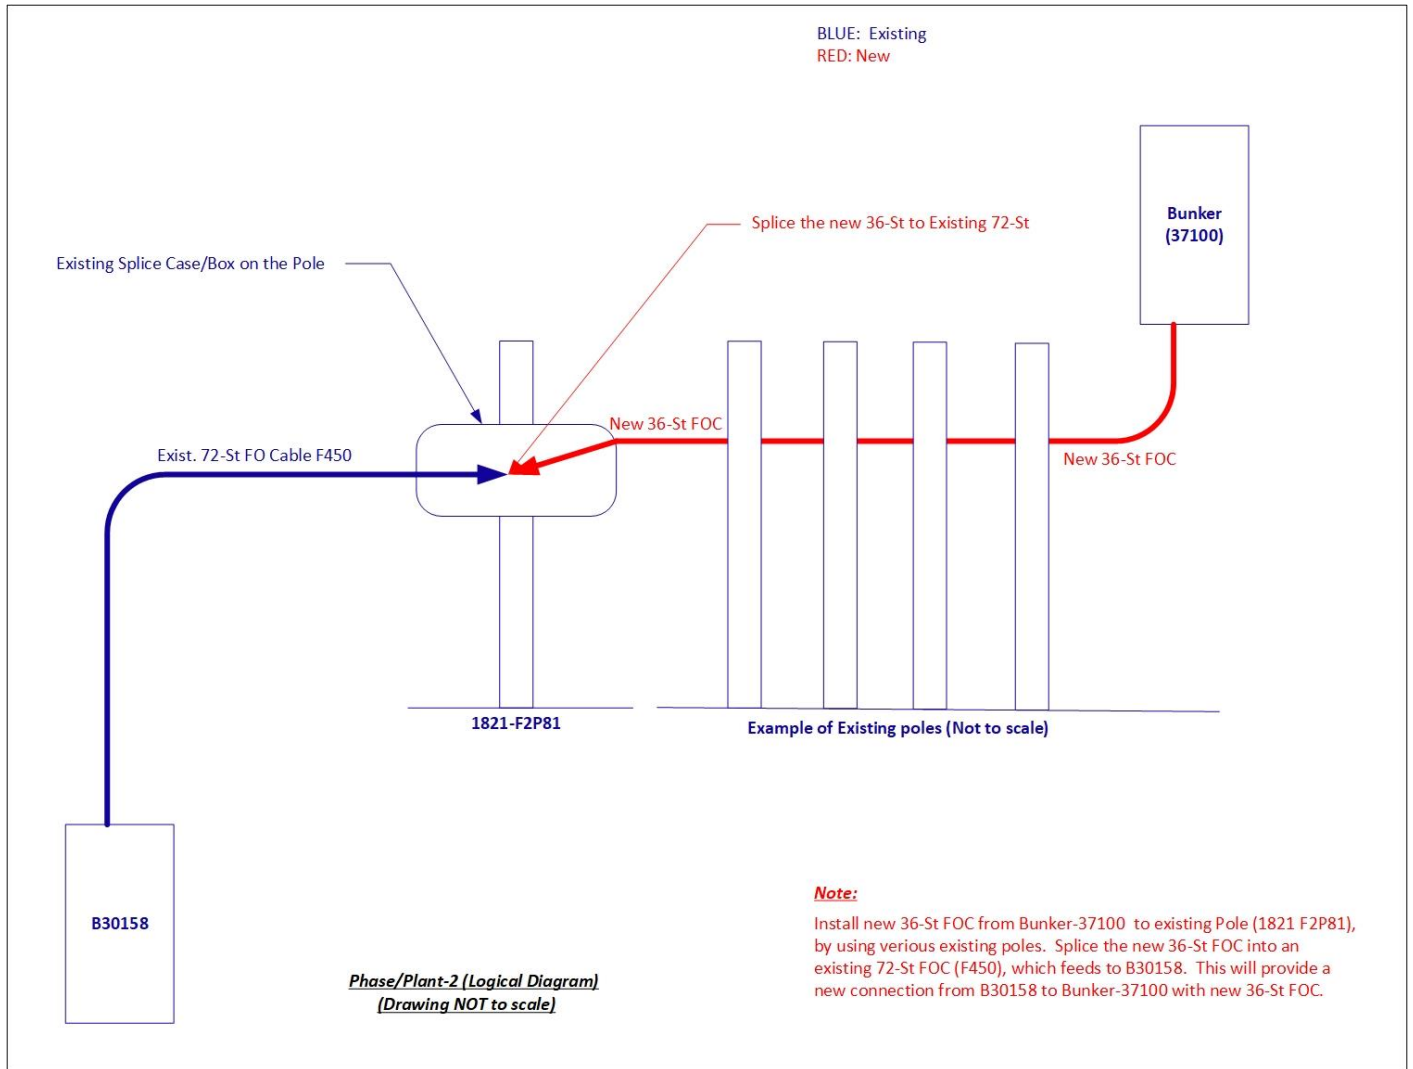 BLUE:  Existing
RED: New
Bunker
(37100)
Splice the new 36-St to Existing 72-St
Existing Splice Case/Box on the Pole
New 36-St FOC
Exist. 72-St FO Cable F450
New 36-St FOC
1821-F2P81
Example of Existing poles (Not to scale)
B30158
Note:
Install new 36-St FOC from Bunker-37100  to existing Pole (1821 F2P81),
by using verious existing poles.  Splice the new 36-St FOC into an
existing 72-St FOC (F450), which feeds to B30158.  This will provide a
new connection from B30158 to Bunker-37100 with new 36-St FOC.
Phase/Plant-2 (Logical Diagram)
(Drawing NOT to scale)